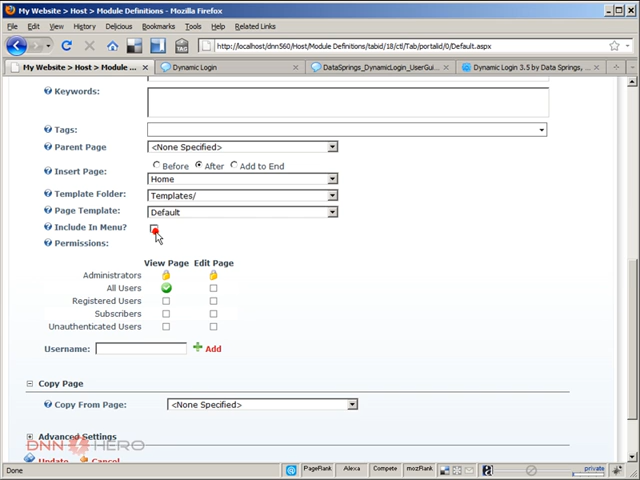 My Website > Host > Module Definitions - Mozilla Firefox
File Edit View History Delicious Bookmarks Tools Help Related Links
http://localhost/dnn560/Host/Module Definitions/tabid/18/ctl/Tab/portalid/0/Default.aspx
My Website > Host > Module ...
Dynamic Login
DataSprings_DynamicLogin_UserGui...
Dynamic Login 3.5 by Data Springs, ...
Keywords:
Tags:
Parent Page <None Specified>
Before After Add to End
Insert Page:
Home
Template Folder: Templates/
Page Template: Default
Include In Menu?
Permissions:
View Page Edit Page
Administrators
All Users
Registered Users
Subscribers
Unauthenticated Users
Username: Add
Copy Page
Copy From Page: <None Specified>
Advanced Settings
DNN HERO
Update Cancel
Done PageRank Alexa Compete mozRank private